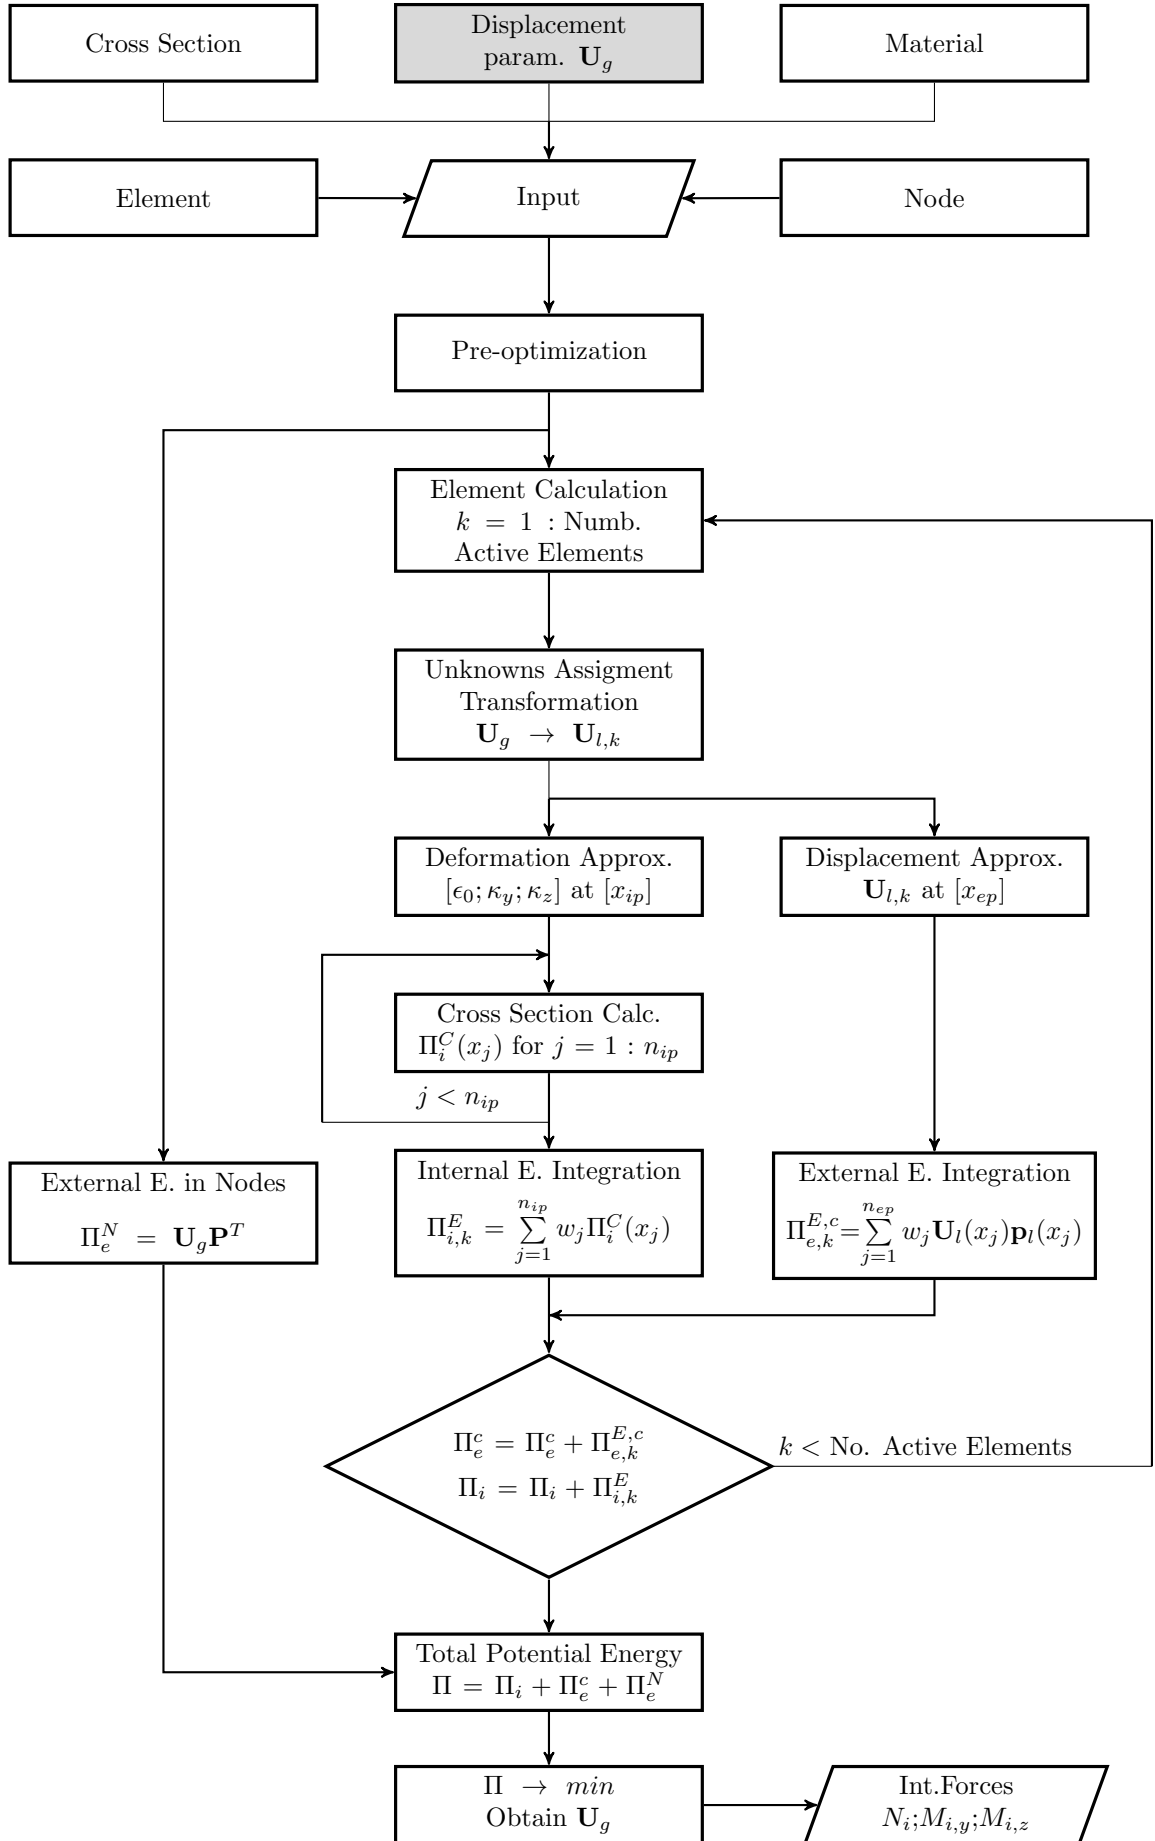 Cross Section
Displacement
param. U_g
Material
Element
Input
Node
Pre-optimization
Element Calculation
k = 1 : Numb.
Active Elements
Unknowns Assigment
Transformation
U_g → U_{l,k}
Deformation Approx.
[ϵ_0; κ_y; κ_z] at [x_{ip}]
Displacement Approx.
U_{l,k} at [x_{ep}]
Cross Section Calc.
Π_i^C(x_j) for j = 1 : n_{ip}
j < n_{ip}
External E. in Nodes
Π_e^N = U_g P^T
Internal E. Integration
Π_{i,k}^E = ∑_{j=1}^{n_{ip}} w_j Π_i^C(x_j)
External E. Integration
Π_{e,k}^{E,c} = ∑_{j=1}^{n_{ep}} w_j U_l(x_j) p_l(x_j)
Π_e^c = Π_e^c + Π_{e,k}^{E,c}
Π_i = Π_i + Π_{i,k}^E
k < No. Active Elements
Total Potential Energy
Π = Π_i + Π_e^c + Π_e^N
Π → min
Obtain U_g
Int.Forces
N_i;M_{i,y};M_{i,z}